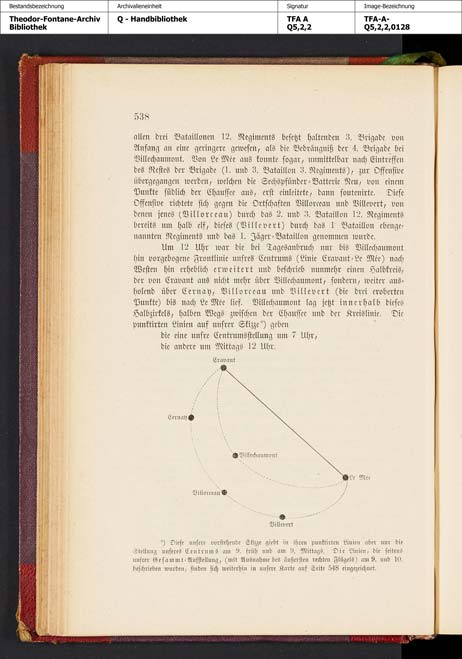 Bestandsbezeichnung
Archivalieneinheit
Signatur
Image-Bezeichnung
Theodor-Fontane-Archiv
Bibliothek
Q - Handbibliothek
TFA A
Q5,2,2
TFA-A-
Q5,2,2,0128
538
allen drei Bataillonen 12. Regiments besetzt haltenden 3. Brigade von
Anfang an eine geringere gewesen, als die Bedrängniß der 4. Brigade bei
Villechaumont. Von Le Mée aus konnte sogar, unmittelbar nach Eintreffen
des Restes der Brigade (1. und 3. Bataillon 3. Regiments), zur Offensive
übergegangen werden, welchen die Sechspfünder-Batterie Neu, von einem
Punkte südlich der Chaussee aus, erst einleitete, dann soutenirte. Diese
Offensive richtete sich gegen die Ortschaften Villorceau und Villevert, von
denen jenes (Villorceau) durch das 2. und 3. Bataillon 12. Regiments
bereits um halb elf, dieses (Villevert) durch das 1 Bataillon ebenge-
nannten Regiments und das 1. Jäger-Bataillon genommen wurde.
Um 12 Uhr war die bei Tagesanbruch nur bis Villechaumont
hin vorgebogene Frontlinie unsres Centrums (Linie Cravant-Le Mée) nach
Westen hin erheblich erweitert und beschrieb nunmehr einen Halbkreis,
der von Cravant aus nicht mehr über Villechaumont, sondern, weiter aus-
holend über Cernay, Villorceau und Villevert (die drei eroberten
Punkte) bis nach Le Mée lief. Villechaumont lag jetzt innerhalb dieses
Halbzirkels, halben Wegs zwischen der Chaussee und der Kreislinie. Die
punktirten Linien auf unsrer Skizze*) geben
die eine unsre Centrumsstellung um 7 Uhr,
die andere um Mittags 12 Uhr.
Cravant
Cernay
Villechaumont
Le Mée
Villorceau
Villevert
*) Diese unsere vorstehende Skizze giebt in ihren punktirten Linien aber nur die
Stellung unseres Centrums am 9. früh und am 9. Mittags. Die Linien, die seitens
unsrer Gesammt-Aufstellung, (mit Ausnahme des äußersten rechten Flügels) am 9. und 10.
beschrieben wurden, finden sich weiterhin in unsre Karte auf Seite 548 eingezeichnet.